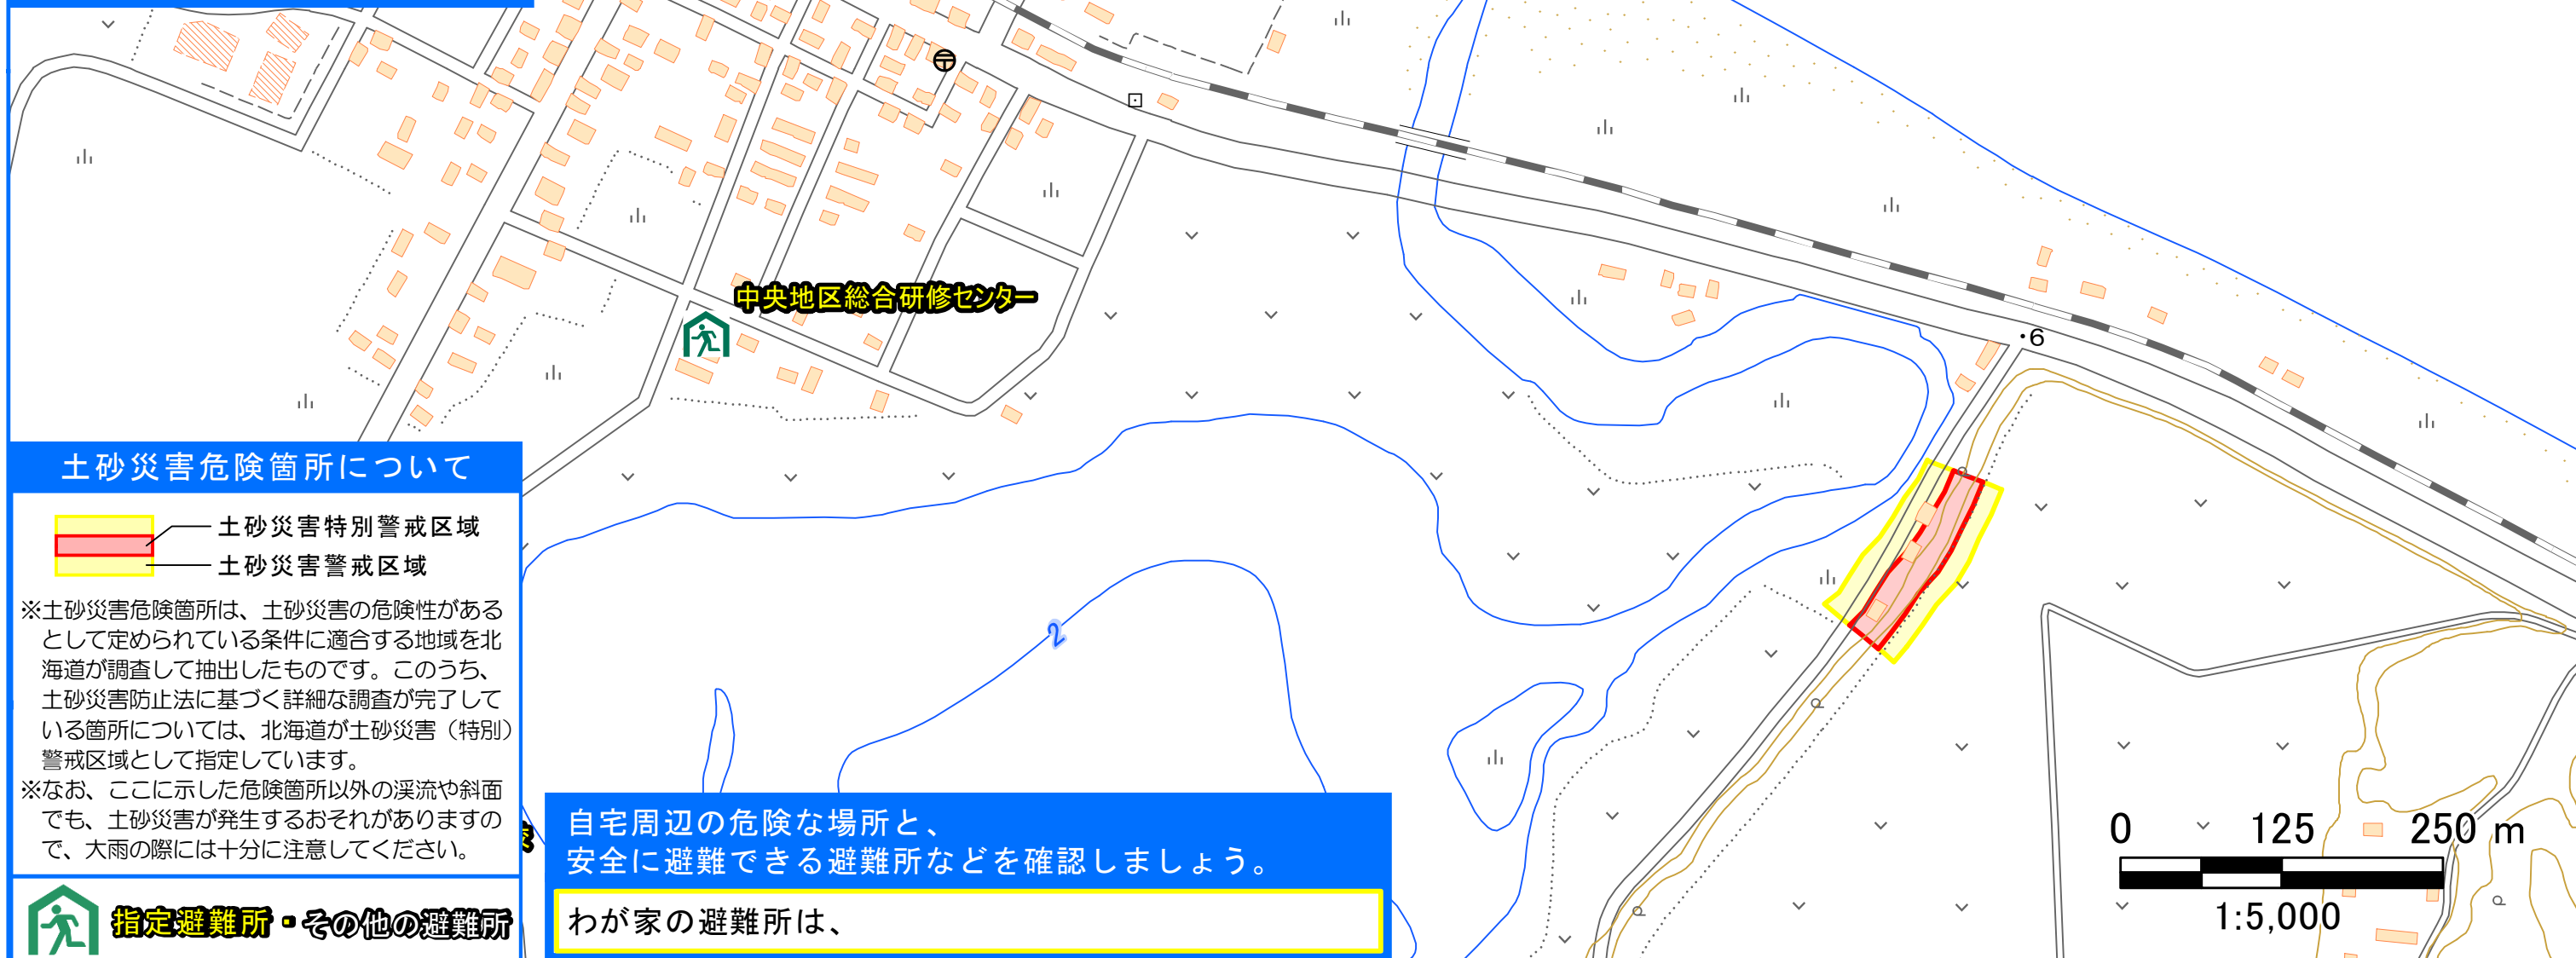 中央地区総合研修センター
・6
2
土砂災害危険箇所について
土砂災害特別警戒区域
土砂災害警戒区域
※土砂災害危険箇所は、土砂災害の危険性がある
として定められている条件に適合する地域を北
海道が調査して抽出したものです。このうち、
土砂災害防止法に基づく詳細な調査が完了して
いる箇所については、北海道が土砂災害（特別）
警戒区域として指定しています。
※なお、ここに示した危険箇所以外の渓流や斜面
でも、土砂災害が発生するおそれがありますの
で、大雨の際には十分に注意してください。
指定避難所・その他の避難所
自宅周辺の危険な場所と、
安全に避難できる避難所などを確認しましょう。
わが家の避難所は、
0 125 250 m
1:5,000